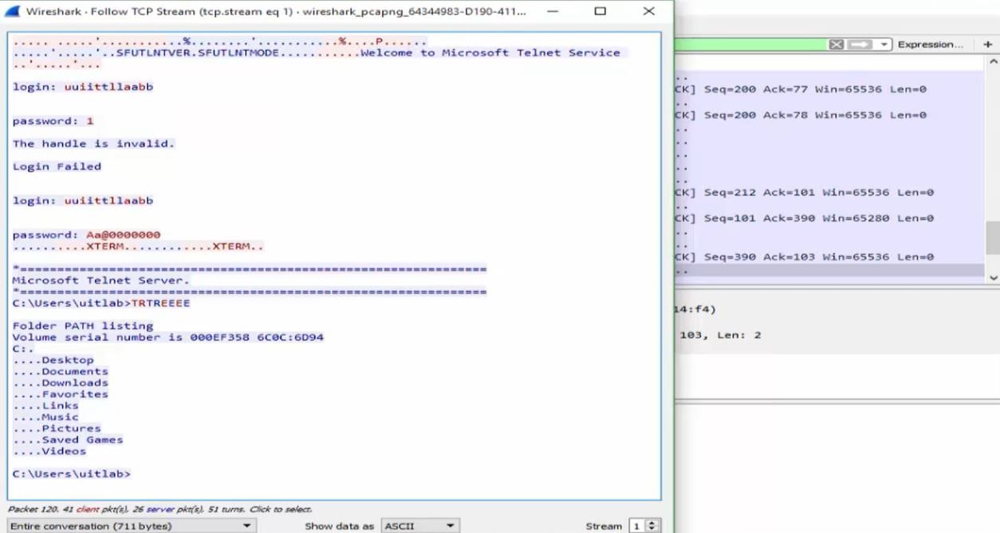 Wireshark · Follow TCP Stream (tcp.stream eq 1) · wireshark_pcapng_64344983-D190-411...
..... .....'...........%........'...........%....P......
.....'.....'..SFUTLNTVER.SFUTLNTMODE...........Welcome to Microsoft Telnet Service
..'.....'...
login: uuiittllaabb
password: 1
The handle is invalid.
Login Failed
login: uuiittllaabb
password: Aa@0000000
..........XTERM............XTERM..
*===============================================================
Microsoft Telnet Server.
*===============================================================
C:\Users\uitlab>TRTREEEE
Folder PATH listing
Volume serial number is 000EF358 6C0C:6D94
C:.
....Desktop
....Documents
....Downloads
....Favorites
....Links
....Music
....Pictures
....Saved Games
....Videos
C:\Users\uitlab>
Packet 120. 41 client pkt(s), 26 server pkt(s), 51 turns. Click to select.
Entire conversation (711 bytes)
Show data as ASCII
Stream 1
Expression... +
..
CK] Seq=200 Ack=77 Win=65536 Len=0
..
CK] Seq=200 Ack=78 Win=65536 Len=0
..
..
..
..
..
CK] Seq=212 Ack=101 Win=65536 Len=0
..
CK] Seq=101 Ack=390 Win=65280 Len=0
..
..
CK] Seq=390 Ack=103 Win=65536 Len=0
..
14:f4)
103, Len: 2